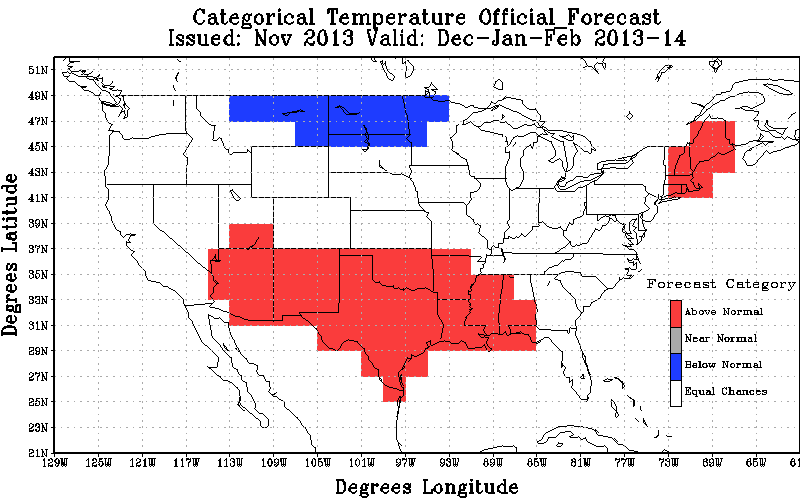 Categorical Temperature Official_Forecast
Issued: Nov 2013 Valid: Dec-Jan-Feb 2013-14
51N
49N
47N
45N
43N
41N
39N
37N
35N
33N
31N
29N
27N
25N
23N
21N
Degrees Latitude
Forecast Category
Above Normal
Near Normal
Below Normal
Equal Chances
129W 125W 121W 117W 113W 109W 105W 101W 97W 93W 89W 85W 81W 77W 73W 69W 65W 61
Degrees Longitude